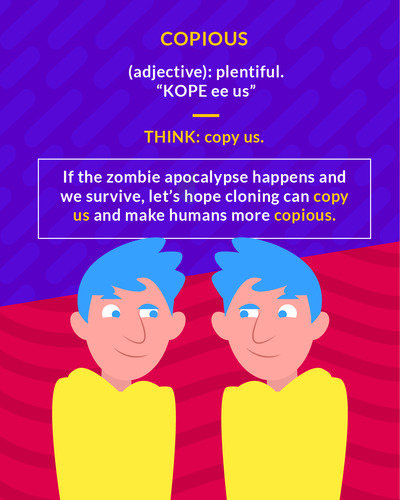 COPIOUS
(adjective): plentiful.
“KOPE ee us”
THINK: copy us.
If the zombie apocalypse happens and
we survive, let’s hope cloning can copy
us and make humans more copious.